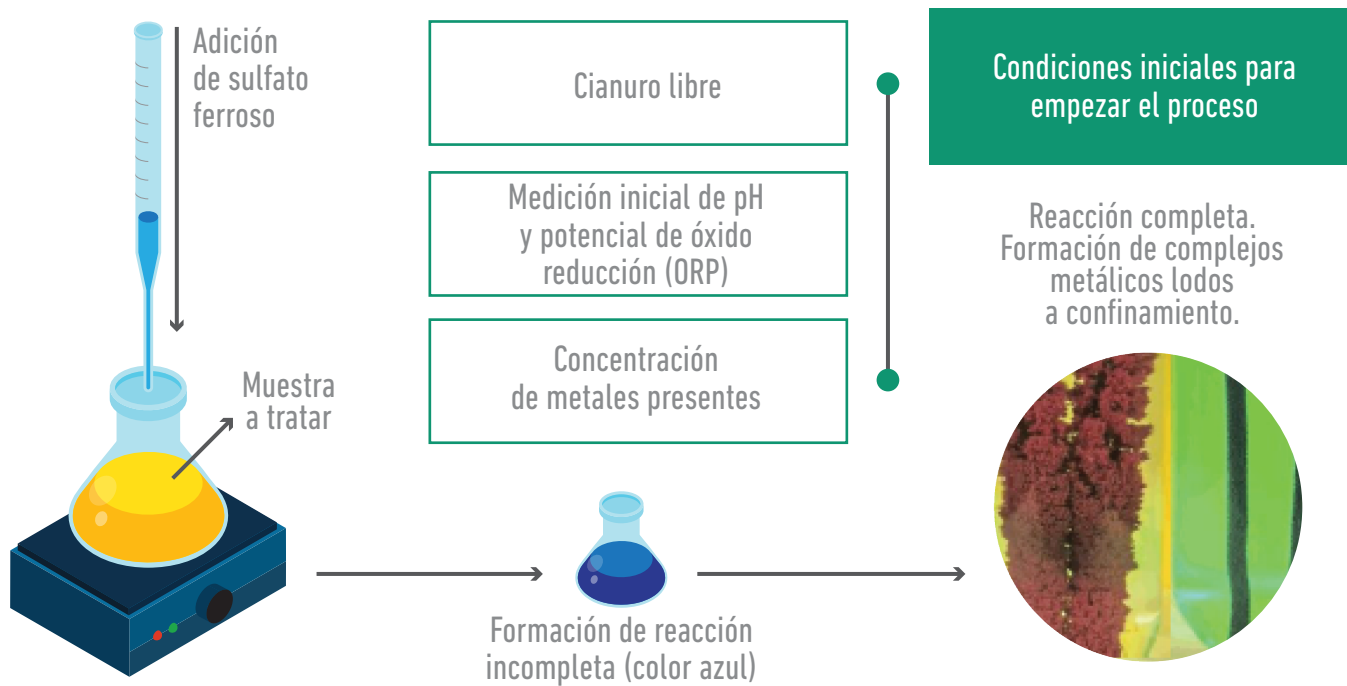 Adición
de sulfato
ferroso
Cianuro libre
Condiciones iniciales para
empezar el proceso
Medición inicial de pH
y potencial de óxido
reducción (ORP)
Reacción completa.
Formación de complejos
metálicos lodos
a confinamiento.
Concentración
de metales presentes
Muestra
a tratar
Formación de reacción
incompleta (color azul)